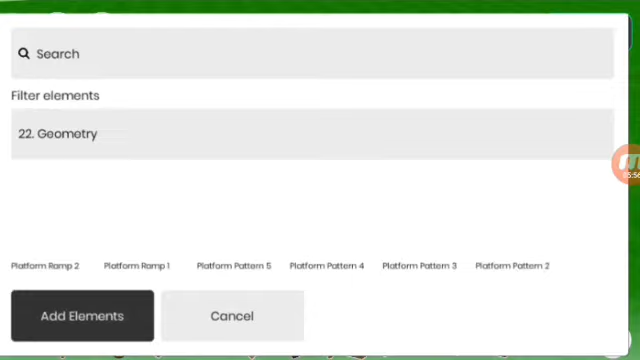 Search
Filter elements
22. Geometry
Platform Ramp 2 Platform Ramp 1 Platform Pattern 5 Platform Pattern 4 Platform Pattern 3 Platform Pattern 2
Add Elements Cancel